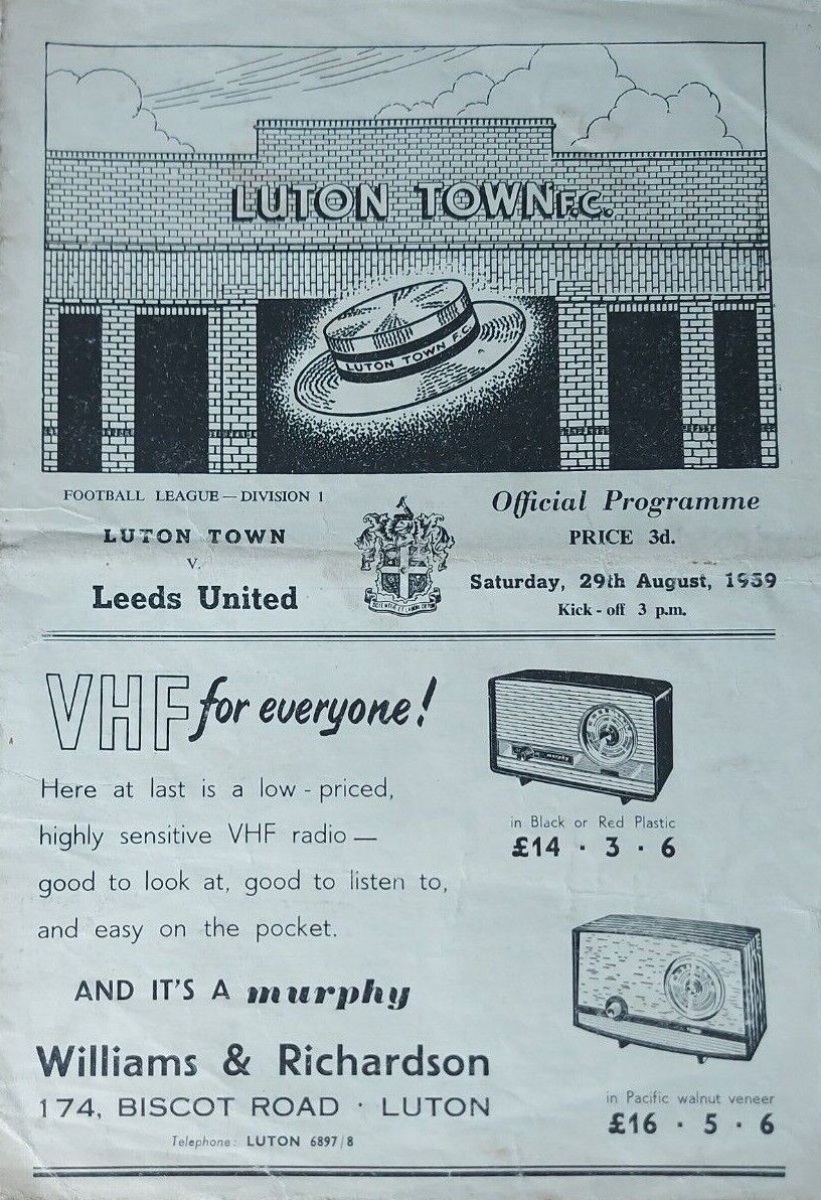 LUTON TOWN F.C.
LUTON TOWN F.C.
FOOTBALL LEAGUE — DIVISION 1
LUTON TOWN
V.
Leeds United
Official Programme
PRICE 3d.
Saturday, 29th August, 1959
Kick - off 3 p.m.
VHF for everyone!
Here at last is a low - priced,
highly sensitive VHF radio —
good to look at, good to listen to,
and easy on the pocket.
AND IT'S A murphy
Williams & Richardson
174, BISCOT ROAD · LUTON
Telephone: LUTON 6897/8
murphy
in Black or Red Plastic
£14 · 3 · 6
in Pacific walnut veneer
£16 · 5 · 6